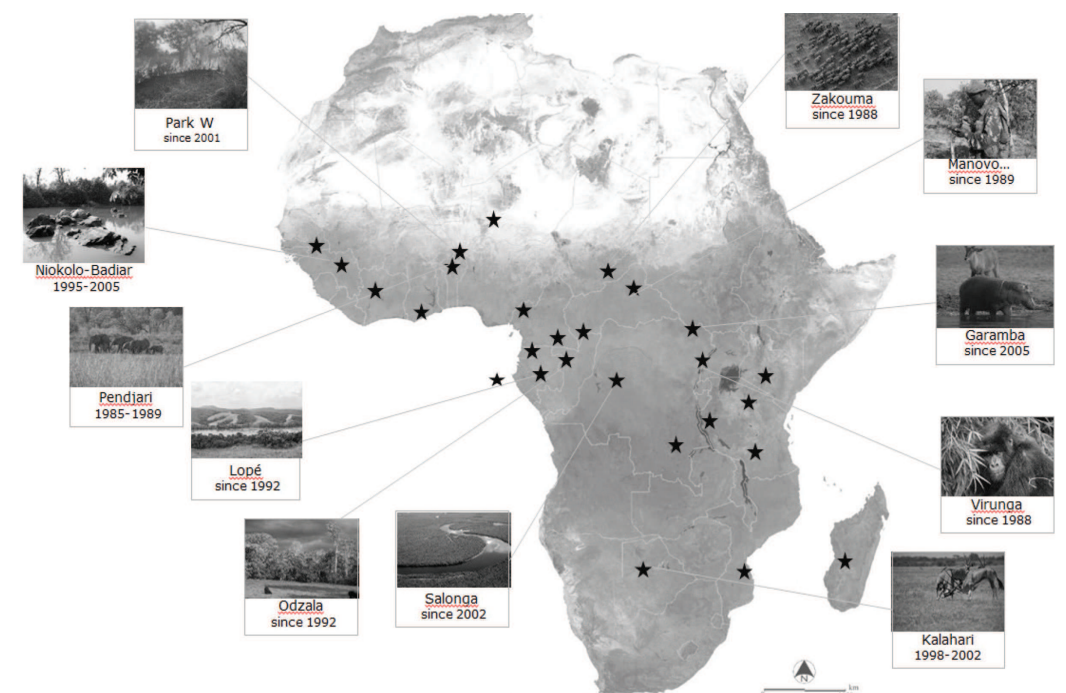 Park W
since 2001
Zakouma
since 1988
Manovo...
since 1989
Niokolo-Badiar
1995-2005
Garamba
since 2005
Pendjari
1985-1989
Lopé
since 1992
Virunga
since 1988
Odzala
since 1992
Salonga
since 2002
Kalahari
1998-2002
N
km